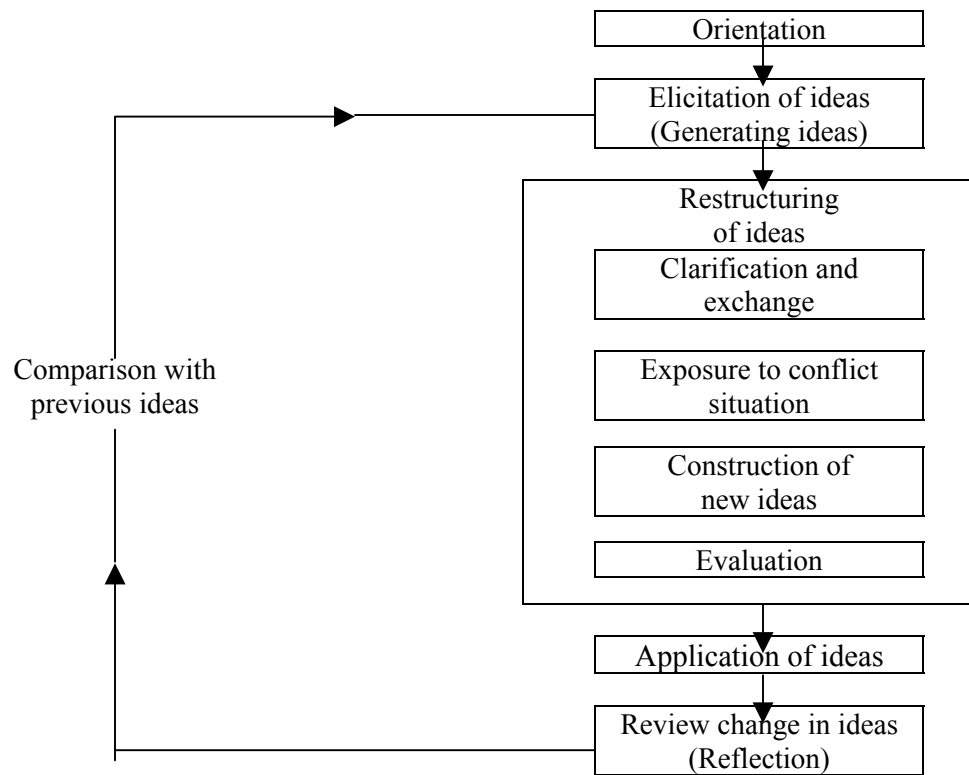 Orientation
Elicitation of ideas
(Generating ideas)
Restructuring
of ideas
Clarification and
exchange
Comparison with
previous ideas
Exposure to conflict
situation
Construction of
new ideas
Evaluation
Application of ideas
Review change in ideas
(Reflection)